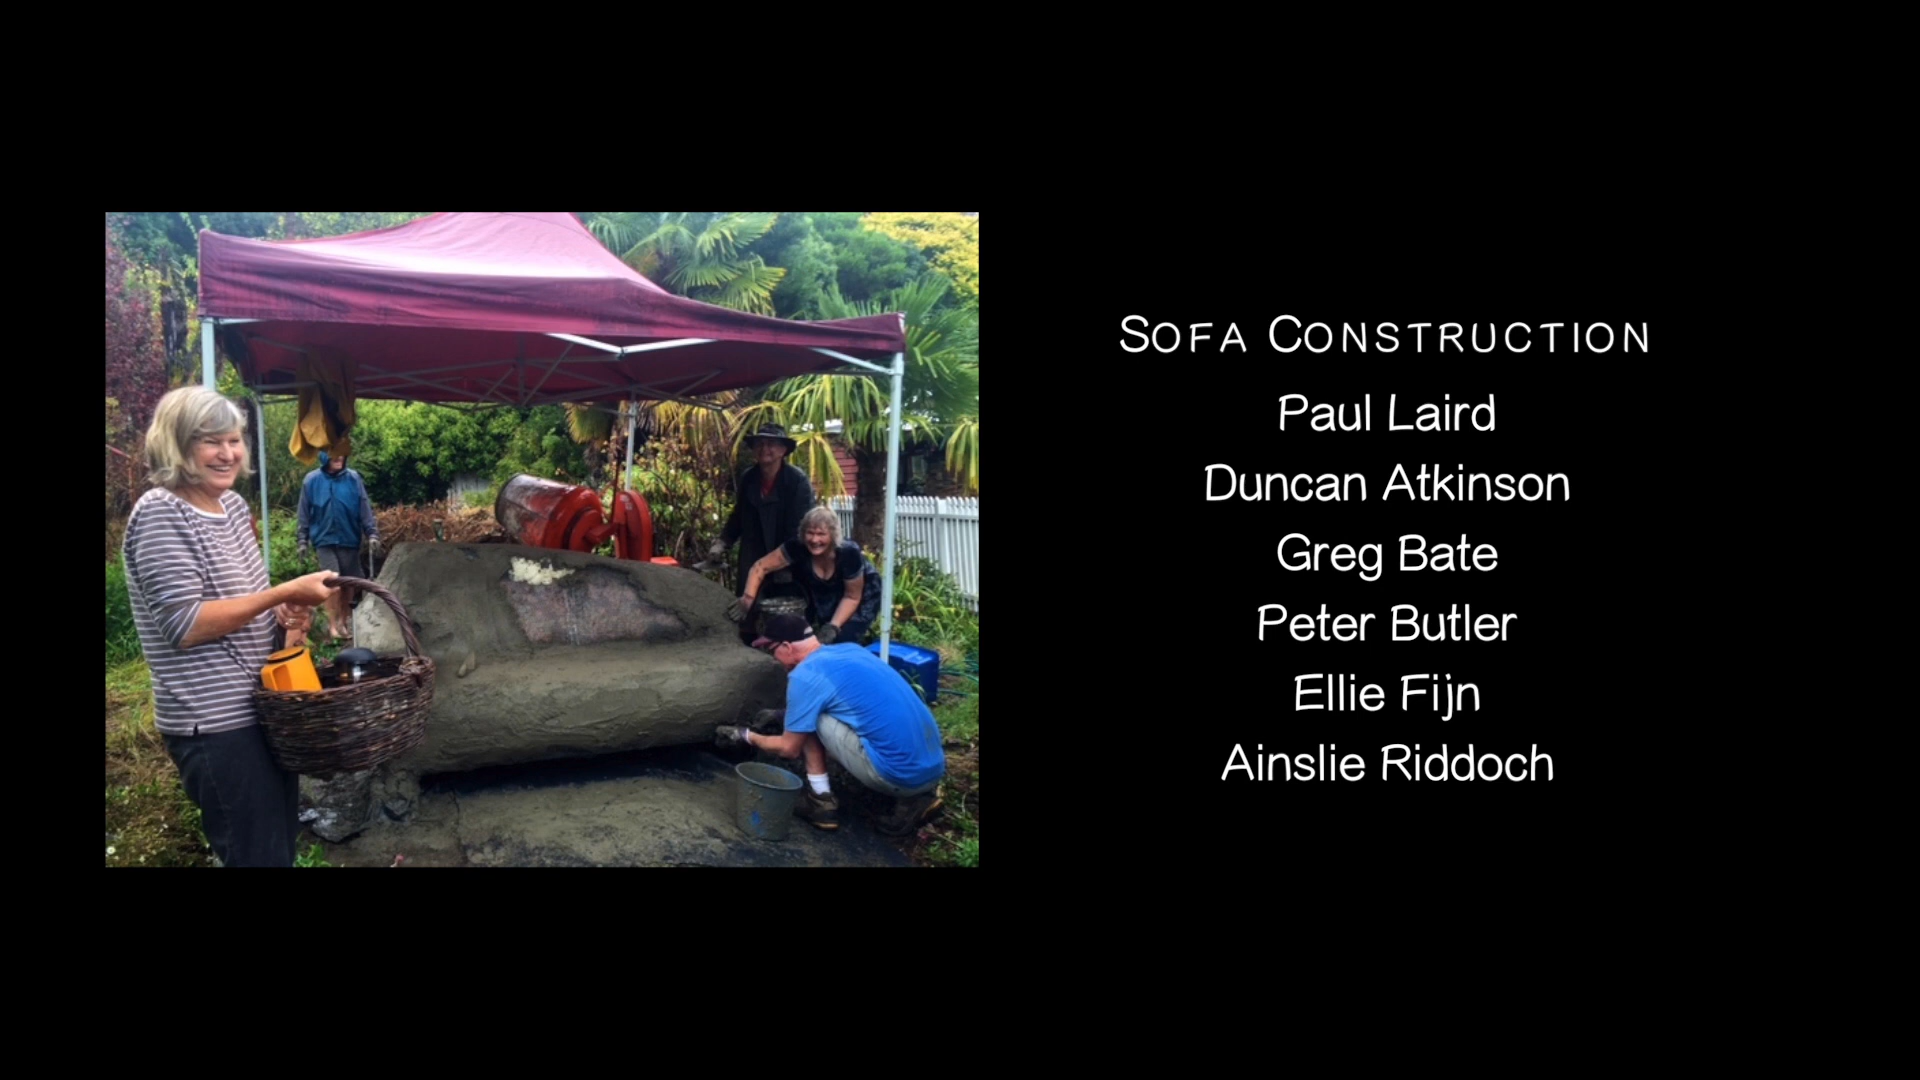 Sofa Construction
Paul Laird
Duncan Atkinson
Greg Bate
Peter Butler
Ellie Fijn
Ainslie Riddoch